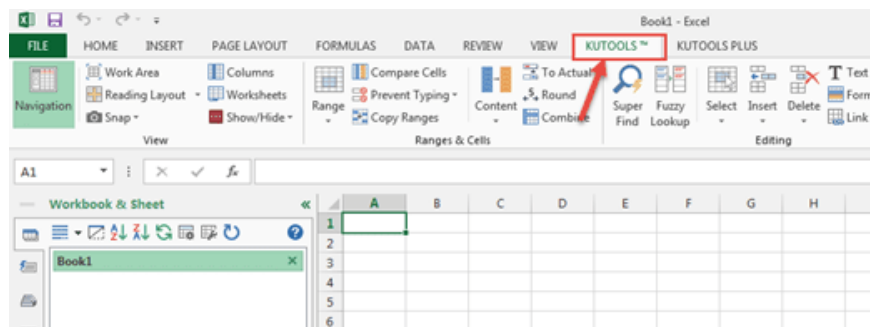 Book1 - Excel
FILE HOME INSERT PAGE LAYOUT FORMULAS DATA REVIEW VIEW KUTOOLS ™ KUTOOLS PLUS
Navigation
Work Area
Reading Layout
Snap
Columns
Worksheets
Show/Hide
View
Range
Compare Cells
Prevent Typing
Copy Ranges
Content
To Actual
Round
Combine
Ranges & Cells
Super Find
Fuzzy Lookup
Select
Insert
Delete
Text
Form
Link
Editing
A1
fx
Workbook & Sheet
Book1
A B C D E F G H
1
2
3
4
5
6